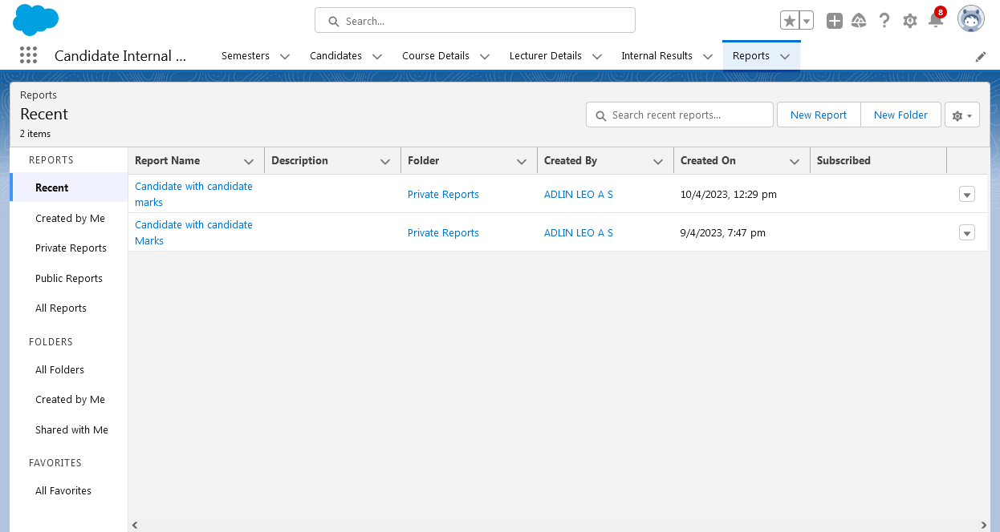 Search...
8
Candidate Internal ...
Semesters
Candidates
Course Details
Lecturer Details
Internal Results
Reports
Reports
Recent
2 items
Search recent reports...
New Report
New Folder
REPORTS
Recent
Created by Me
Private Reports
Public Reports
All Reports
FOLDERS
All Folders
Created by Me
Shared with Me
FAVORITES
All Favorites
Report Name
Description
Folder
Created By
Created On
Subscribed
Candidate with candidate
marks
Private Reports
ADLIN LEO A S
10/4/2023, 12:29 pm
Candidate with candidate
Marks
Private Reports
ADLIN LEO A S
9/4/2023, 7:47 pm